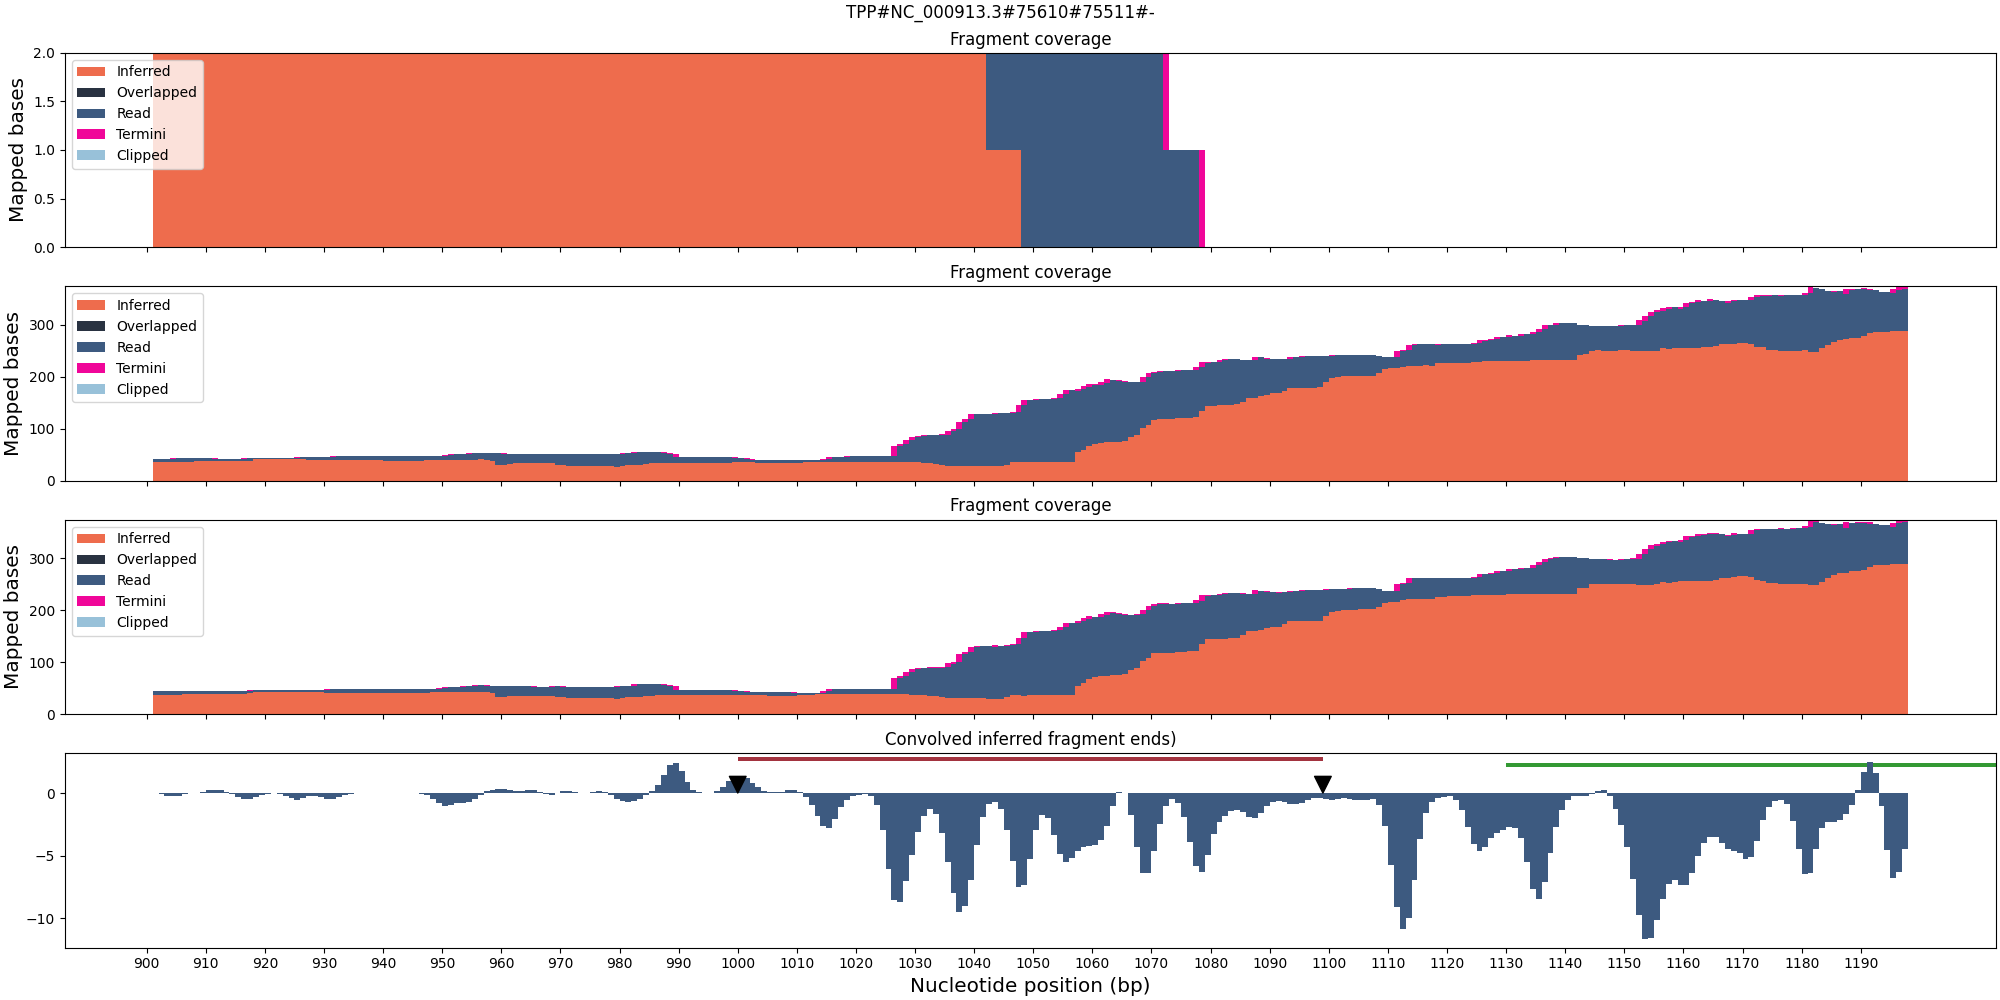 TPP#NC_000913.3#75610#75511#-
Fragment coverage
Mapped bases
2.0
1.5
1.0
0.5
0.0
Inferred
Overlapped
Read
Termini
Clipped
Fragment coverage
Mapped bases
300
200
100
0
Inferred
Overlapped
Read
Termini
Clipped
Fragment coverage
Mapped bases
300
200
100
0
Inferred
Overlapped
Read
Termini
Clipped
Convolved inferred fragment ends)
0
−5
−10
900 910 920 930 940 950 960 970 980 990 1000 1010 1020 1030 1040 1050 1060 1070 1080 1090 1100 1110 1120 1130 1140 1150 1160 1170 1180 1190
Nucleotide position (bp)